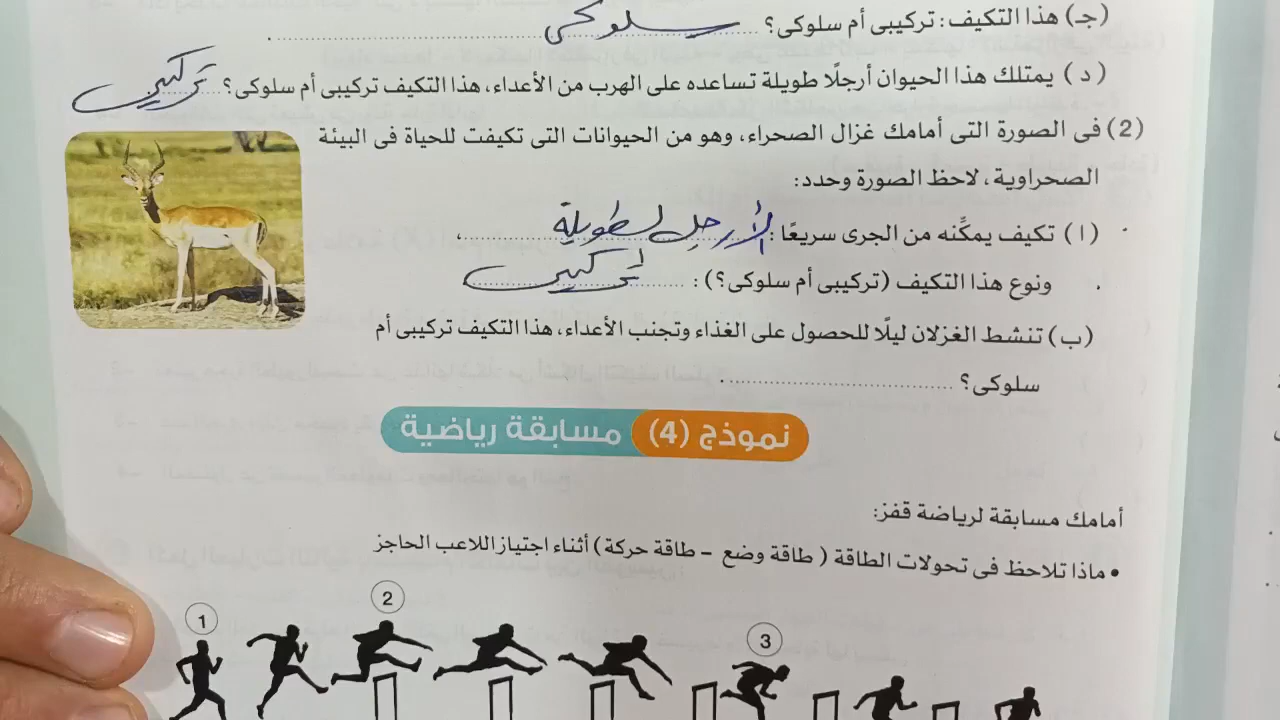 (جـ) هذا التكيف: تركيبى أم سلوكى؟ سلوكى
(د) يمتلك هذا الحيوان أرجلًا طويلة تساعده على الهرب من الأعداء، هذا التكيف تركيبى أم سلوكى؟ تركيبى
(2) فى الصورة التى أمامك غزال الصحراء، وهو من الحيوانات التى تكيفت للحياة فى البيئة
الصحراوية، لاحظ الصورة وحدد:
(ا) تكيف يمكِّنه من الجرى سريعًا: الأرجل الطويلة،
ونوع هذا التكيف (تركيبى أم سلوكى؟): تركيبى
(ب) تنشط الغزلان ليلًا للحصول على الغذاء وتجنب الأعداء، هذا التكيف تركيبى أم
سلوكى؟
نموذج (4) مسابقة رياضية
أمامك مسابقة لرياضة قفز:
• ماذا تلاحظ فى تحولات الطاقة (طاقة وضع - طاقة حركة) أثناء اجتياز اللاعب الحاجز
1
2
3